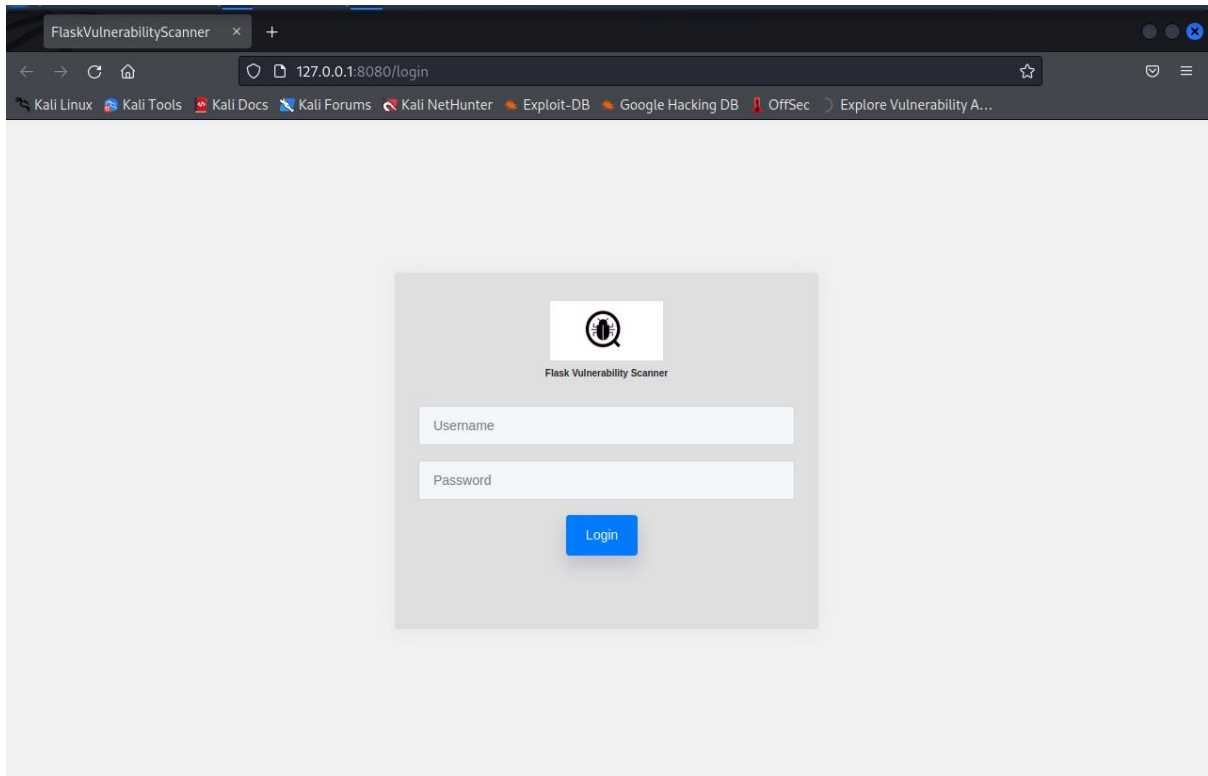 FlaskVulnerabilityScanner × +
127.0.0.1:8080/login
Kali Linux Kali Tools Kali Docs Kali Forums Kali NetHunter Exploit-DB Google Hacking DB OffSec Explore Vulnerability A...
Flask Vulnerability Scanner
Username
Password
Login